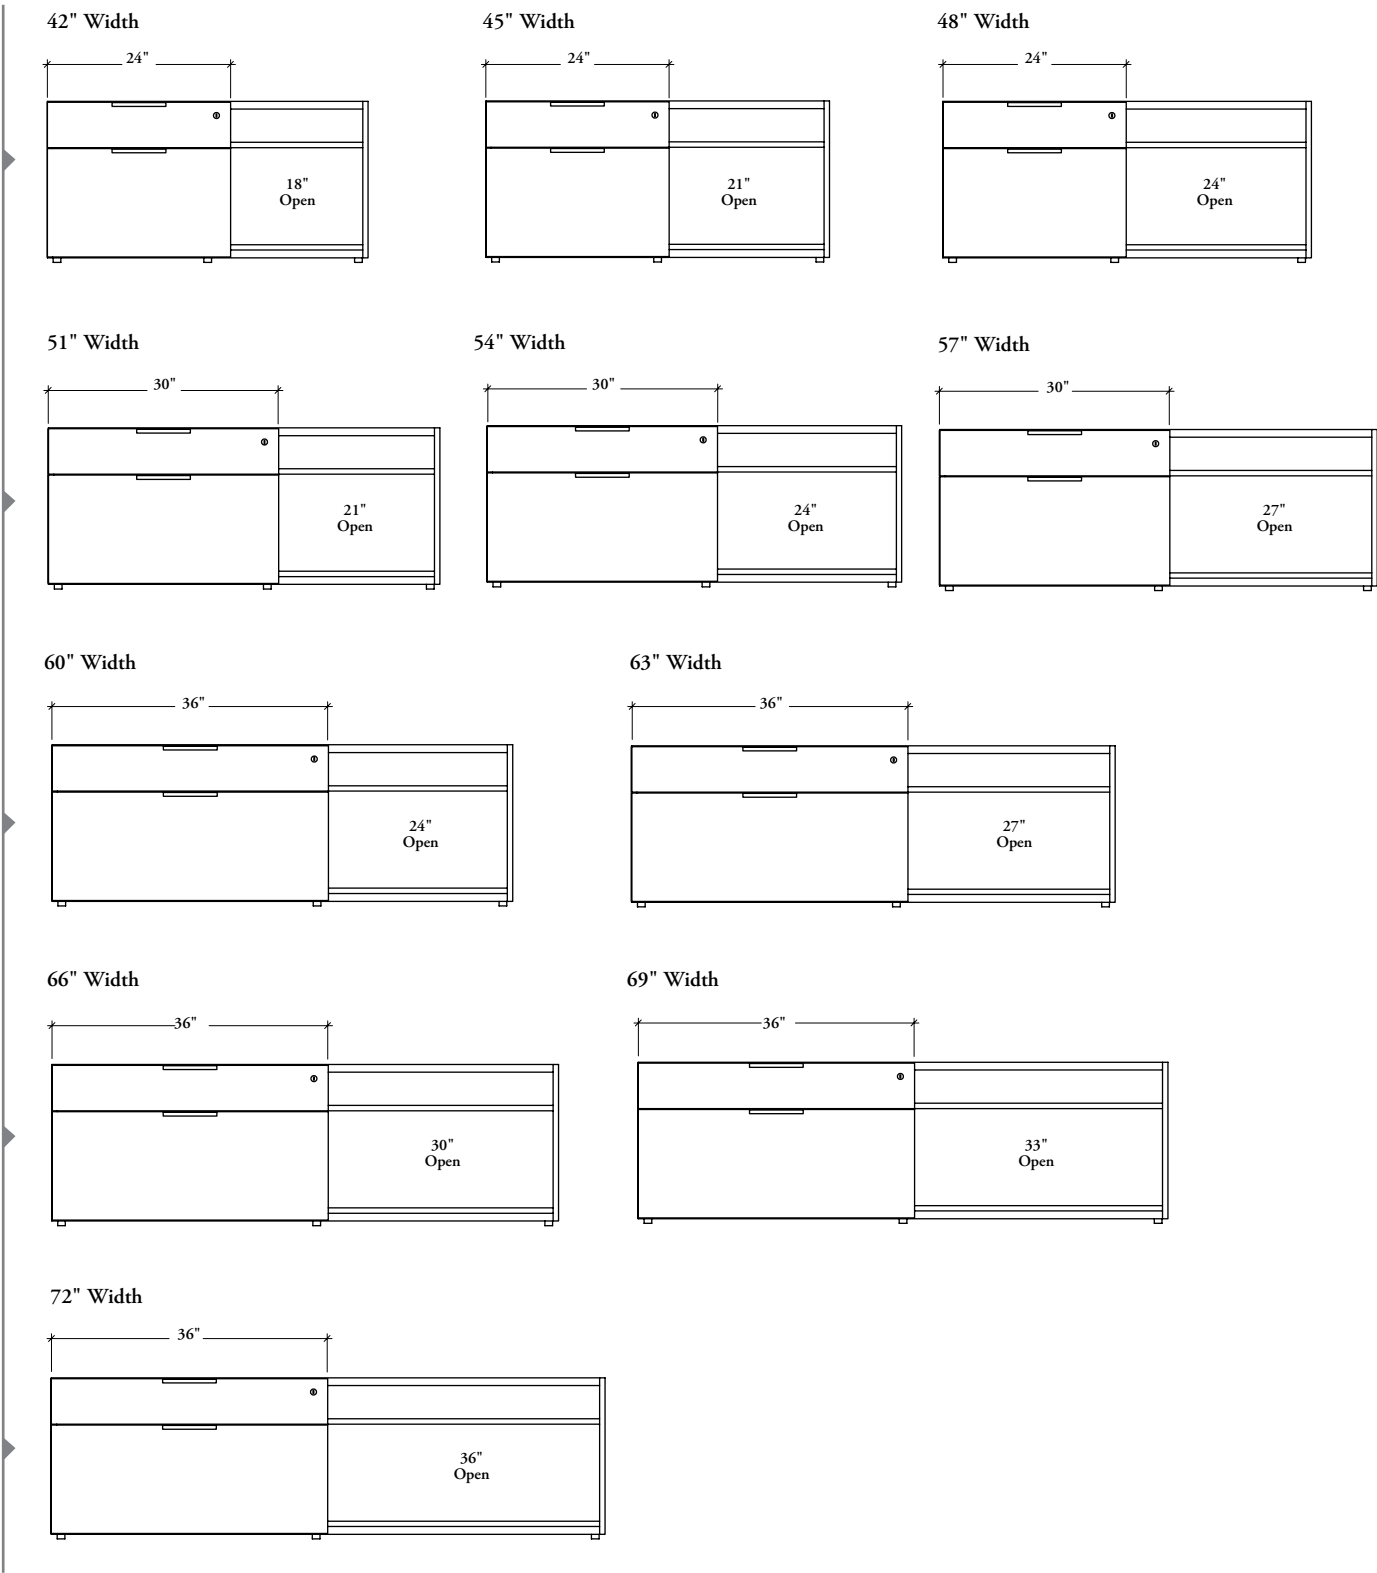 42" Width
24"
18"
Open
45" Width
24"
21"
Open
48" Width
24"
24"
Open
51" Width
30"
21"
Open
54" Width
30"
24"
Open
57" Width
30"
27"
Open
60" Width
36"
24"
Open
63" Width
36"
27"
Open
66" Width
36"
30"
Open
69" Width
36"
33"
Open
72" Width
36"
36"
Open